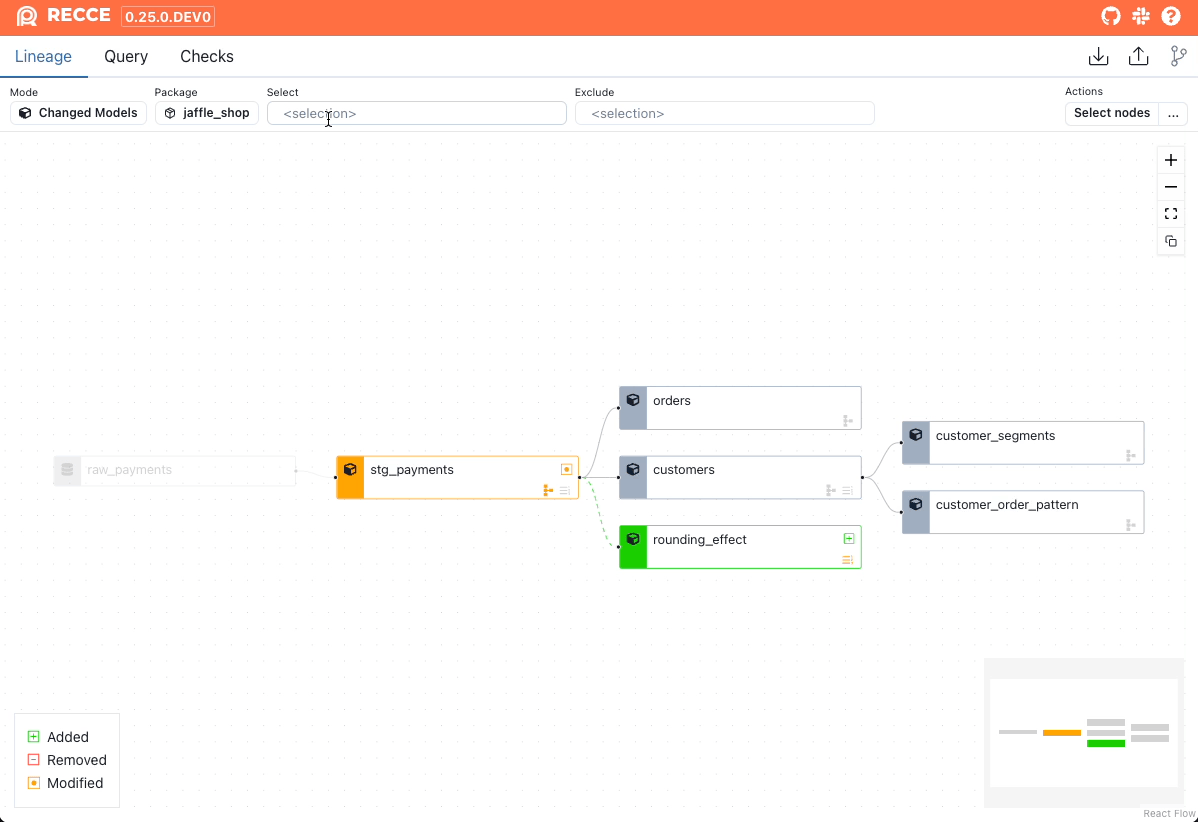 RECCE 0.25.0.DEV0
Lineage Query Checks
Mode Package Select Exclude Actions
Changed Models jaffle_shop <selection> <selection> Select nodes ...
orders
customer_segments
raw_payments stg_payments customers
customer_order_pattern
rounding_effect
Added
Removed
Modified
React Flow